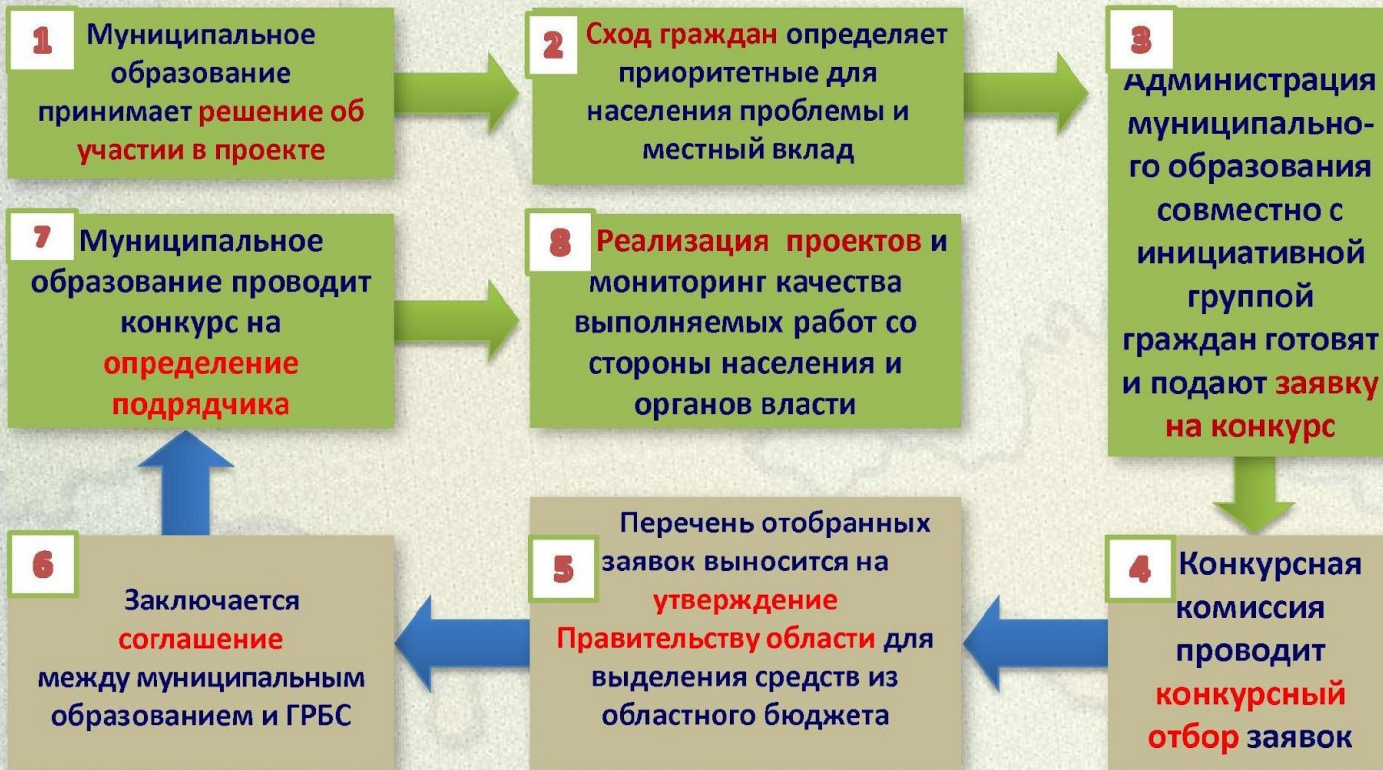 1
Муниципальное
образование
принимает решение об
участии в проекте
2
Сход граждан определяет
приоритетные для
населения проблемы и
местный вклад
3
Администрация
муниципально-
го образования
совместно с
инициативной
группой
граждан готовят
и подают заявку
на конкурс
4
Конкурсная
комиссия
проводит
конкурсный
отбор заявок
5
Перечень отобранных
заявок выносится на
утверждение
Правительству области для
выделения средств из
областного бюджета
6
Заключается
соглашение
между муниципальным
образованием и ГРБС
7
Муниципальное
образование проводит
конкурс на
определение
подрядчика
8
Реализация проектов и
мониторинг качества
выполняемых работ со
стороны населения и
органов власти